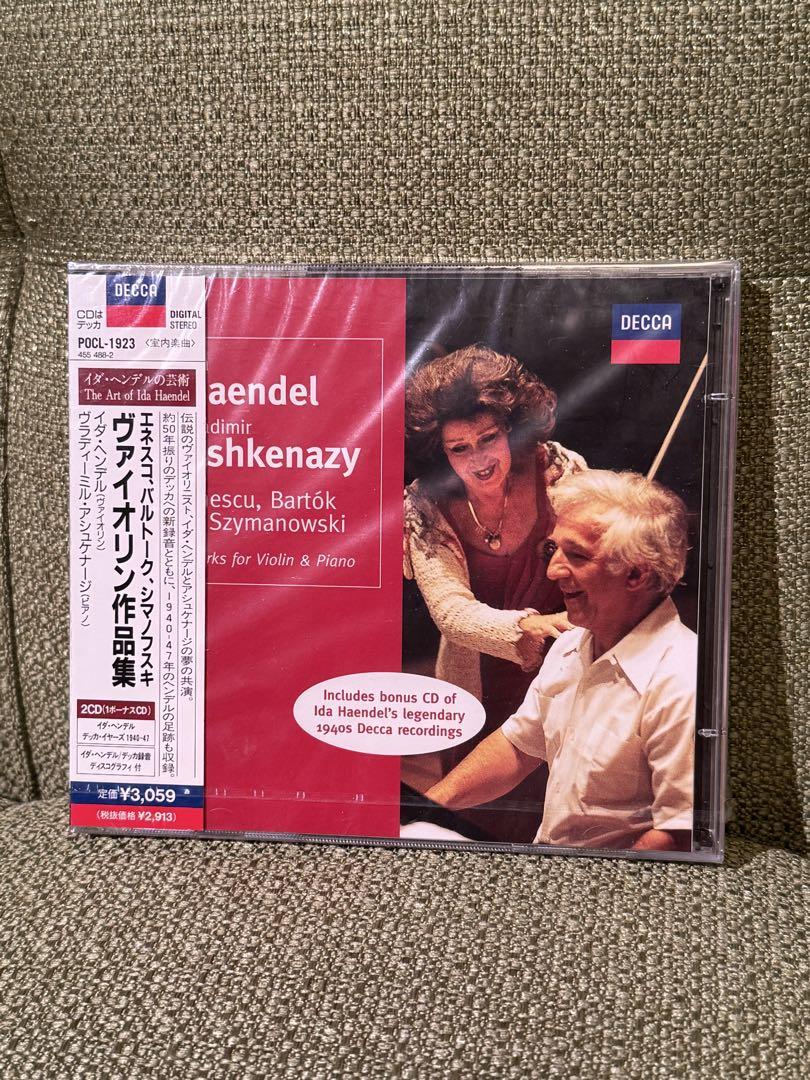 DECCA
CDは
デッカ
DIGITAL
STEREO
POCL-1923
〈室内楽曲〉
455 488-2
イダ・ヘンデルの芸術
The Art of Ida Haendel
伝説のヴァイオリニスト、イダ・ヘンデルとアシュケナージの夢の共演。
約50年振りのデッカへの新録音とともに、1940-47年のヘンデルの足跡も収録。
エネスコ、バルトーク、シマノフスキ
ヴァイオリン作品集
イダ・ヘンデル(ヴァイオリン)
ヴラディーミル・アシュケナージ(ピアノ)
2CD(1ボーナスCD)
イダ・ヘンデル
デッカ・イヤーズ 1940-47
イダ・ヘンデル/デッカ録音
ディスコグラフィ 付
定価 ¥3,059
(税抜価格 ¥2,913)
aendel
adimir
shkenazy
nescu, Bartók
Szymanowski
rks for Violin & Piano
DECCA
Includes bonus CD of
Ida Haendel's legendary
1940s Decca recordings